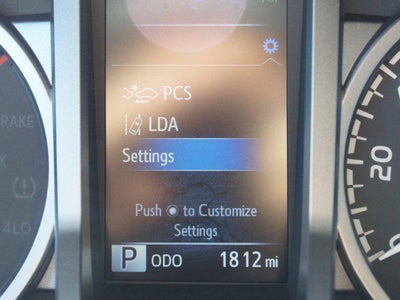 PCS
LDA
Settings
Push to Customize
Settings
P ODO 1812 mi
BRAKE
4LO
20